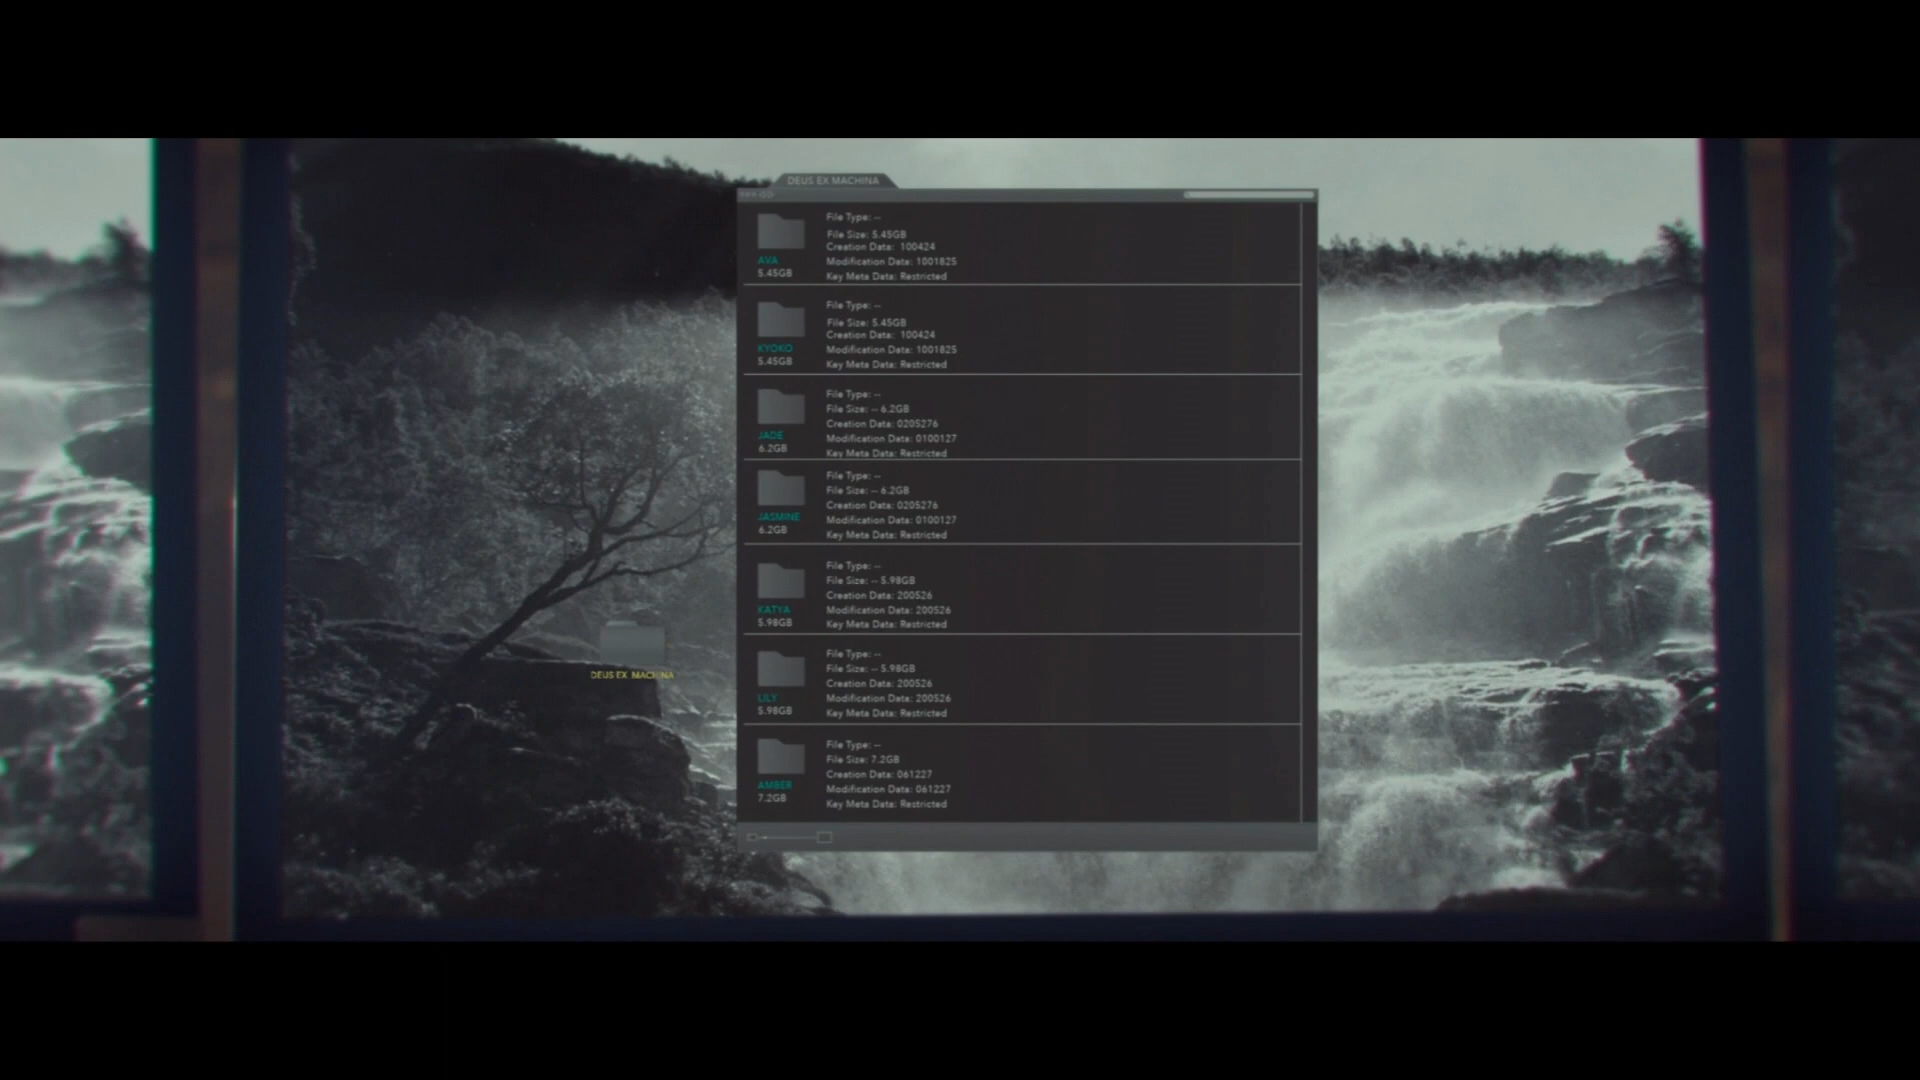 DEUS EX MACHINA
File Type: --
File Size: 5.45GB
Creation Data: 100424
Modification Data: 1001825
Key Meta Data: Restricted
AVA
5.45GB
File Type: --
File Size: 5.45GB
Creation Data: 100424
Modification Data: 1001825
Key Meta Data: Restricted
KYOKO
5.45GB
File Type: --
File Size: -- 6.2GB
Creation Data: 0205276
Modification Data: 0100127
Key Meta Data: Restricted
JADE
6.2GB
File Type: --
File Size: -- 6.2GB
Creation Data: 0205276
Modification Data: 0100127
Key Meta Data: Restricted
JASMINE
6.2GB
File Type: --
File Size: -- 5.98GB
Creation Data: 200526
Modification Data: 200526
Key Meta Data: Restricted
KATYA
5.98GB
File Type: --
File Size: -- 5.98GB
Creation Data: 200526
Modification Data: 200526
Key Meta Data: Restricted
LILY
5.98GB
File Type: --
File Size: 7.2GB
Creation Data: 061227
Modification Data: 061227
Key Meta Data: Restricted
AMBER
7.2GB
DEUS EX MACHINA